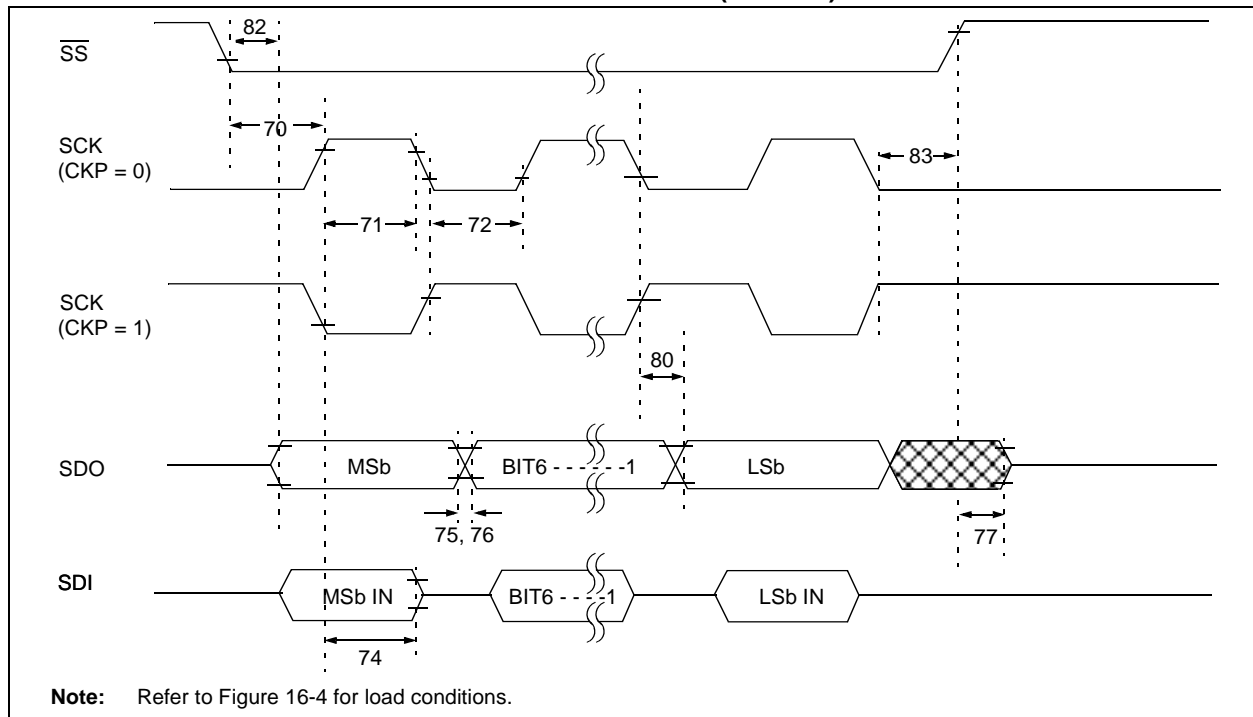 82
SS
70
SCK
(CKP = 0)
83
71
72
SCK
(CKP = 1)
80
SDO
MSb
BIT6 - - - - - -1
LSb
75, 76
77
SDI
MSb IN
BIT6 - - - -1
LSb IN
74
Note: Refer to Figure 16-4 for load conditions.